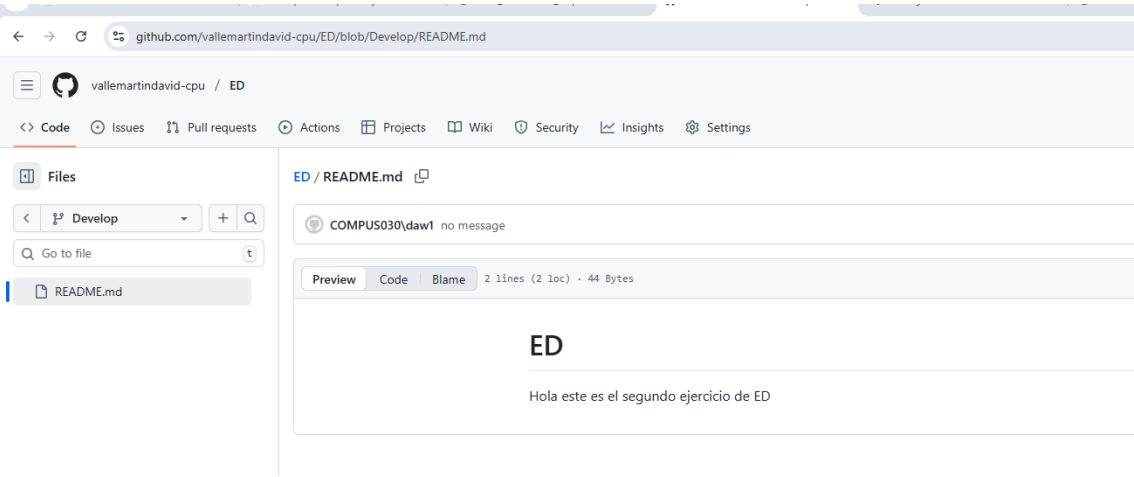 github.com/vallemartindavid-cpu/ED/blob/Develop/README.md
vallemartindavid-cpu / ED
Code Issues Pull requests Actions Projects Wiki Security Insights Settings
Files
Develop
Go to file t
README.md
ED / README.md
COMPUS030\daw1 no message
Preview Code Blame 2 lines (2 loc) · 44 Bytes
ED
Hola este es el segundo ejercicio de ED